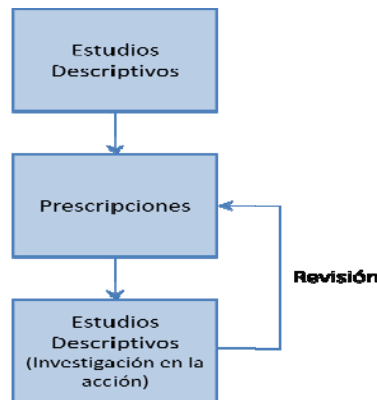 Estudios
Descriptivos
Prescripciones
Revisión
Estudios
Descriptivos
(Investigación en la
acción)